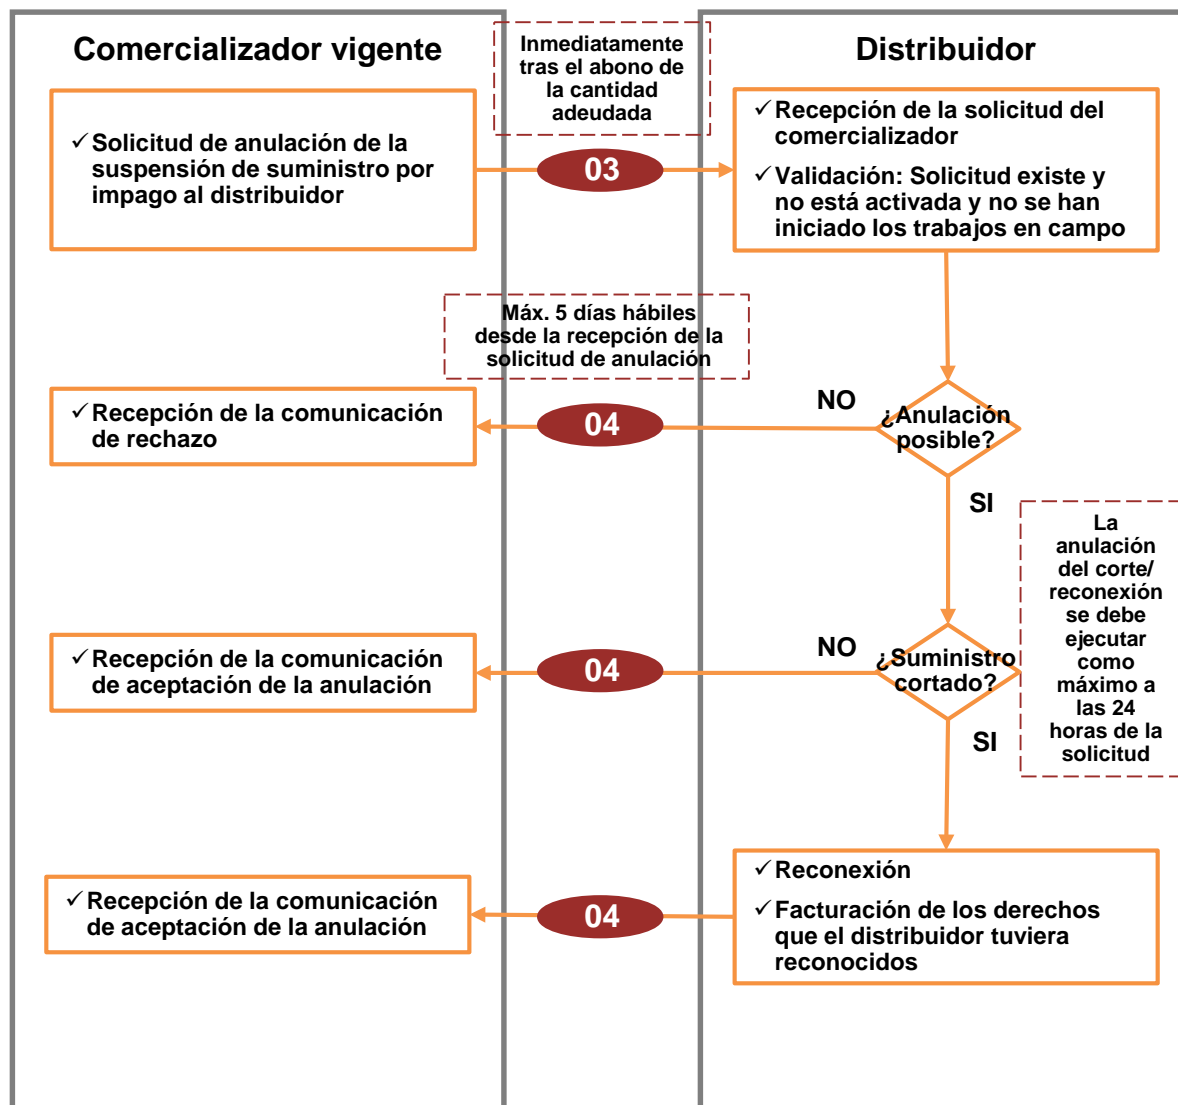 Comercializador vigente
Inmediatamente
tras el abono de
la cantidad
adeudada
Distribuidor
✓ Solicitud de anulación de la
suspensión de suministro por
impago al distribuidor
03
✓ Recepción de la solicitud del
comercializador
✓ Validación: Solicitud existe y
no está activada y no se han
iniciado los trabajos en campo
Máx. 5 días hábiles
desde la recepción de la
solicitud de anulación
✓ Recepción de la comunicación
de rechazo
04
NO
¿Anulación
posible?
SI
La
anulación
del corte/
reconexión
se debe
ejecutar
como
máximo a
las 24
horas de la
solicitud
✓ Recepción de la comunicación
de aceptación de la anulación
04
NO
¿Suministro
cortado?
SI
✓ Recepción de la comunicación
de aceptación de la anulación
04
✓ Reconexión
✓ Facturación de los derechos
que el distribuidor tuviera
reconocidos